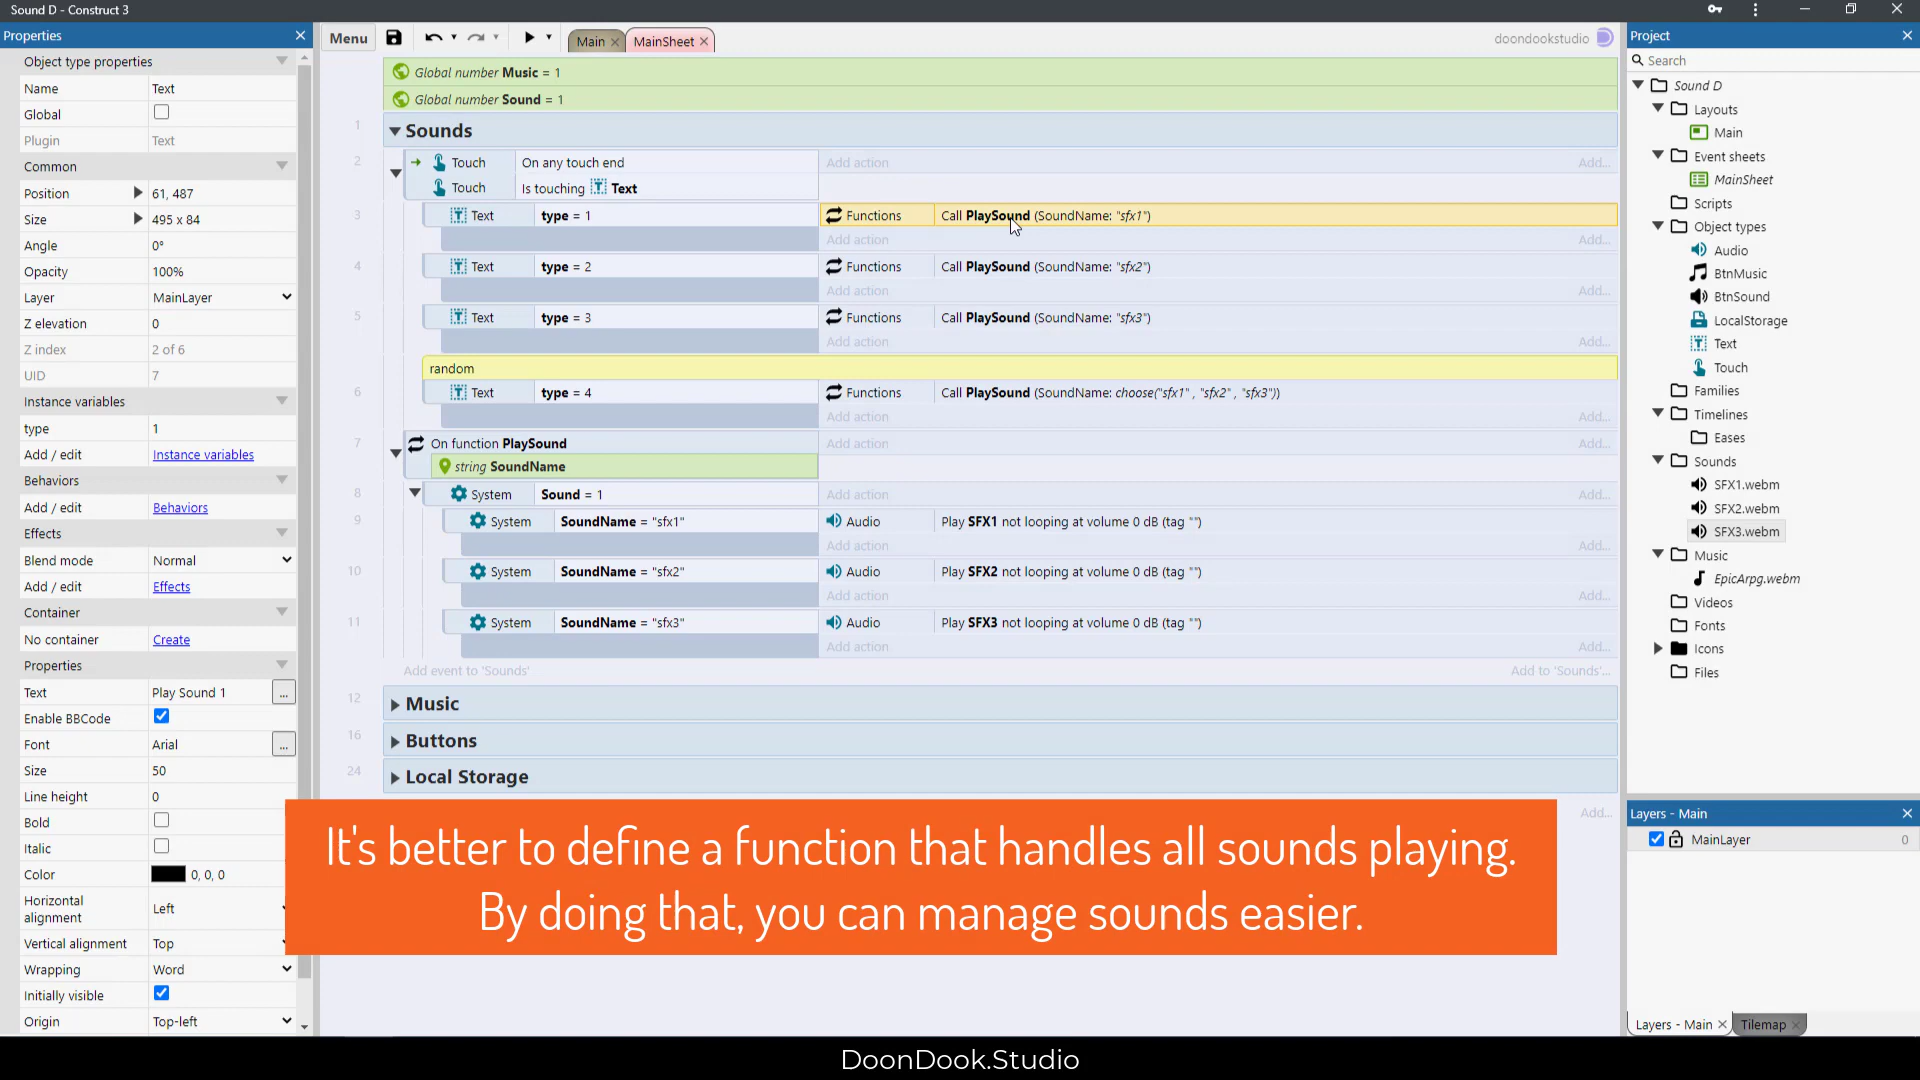 Sound D - Construct 3
Properties
Object type properties
Name Text
Global
Plugin Text
Common
Position 61, 487
Size 495 x 84
Angle 0°
Opacity 100%
Layer MainLayer
Z elevation 0
Z index 2 of 6
UID 7
Instance variables
type 1
Add / edit Instance variables
Behaviors
Add / edit Behaviors
Effects
Blend mode Normal
Add / edit Effects
Container
No container Create
Properties
Text Play Sound 1 ...
Enable BBCode
Font Arial ...
Size 50
Line height 0
Bold
Italic
Color 0, 0, 0
Horizontal alignment Left
Vertical alignment Top
Wrapping Word
Initially visible
Origin Top-left
Menu Main MainSheet doondookstudio D
Global number Music = 1
Global number Sound = 1
1 Sounds
2 Touch On any touch end Add action Add...
Touch Is touching Text
3 Text type = 1 Functions Call PlaySound (SoundName: "sfx1")
Add action Add...
4 Text type = 2 Functions Call PlaySound (SoundName: "sfx2")
Add action Add...
5 Text type = 3 Functions Call PlaySound (SoundName: "sfx3")
Add action Add...
random
6 Text type = 4 Functions Call PlaySound (SoundName: choose("sfx1" , "sfx2" , "sfx3"))
Add action Add...
7 On function PlaySound Add action Add...
string SoundName
8 System Sound = 1 Add action Add...
9 System SoundName = "sfx1" Audio Play SFX1 not looping at volume 0 dB (tag "")
Add action Add...
10 System SoundName = "sfx2" Audio Play SFX2 not looping at volume 0 dB (tag "")
Add action Add...
11 System SoundName = "sfx3" Audio Play SFX3 not looping at volume 0 dB (tag "")
Add action Add...
Add event to 'Sounds' Add to 'Sounds'...
12 Music
16 Buttons
24 Local Storage
Add...
It's better to define a function that handles all sounds playing.
By doing that, you can manage sounds easier.
Project
Search
Sound D
Layouts
Main
Event sheets
MainSheet
Scripts
Object types
Audio
BtnMusic
BtnSound
LocalStorage
Text
Touch
Families
Timelines
Eases
Sounds
SFX1.webm
SFX2.webm
SFX3.webm
Music
EpicArpg.webm
Videos
Fonts
Icons
Files
Layers - Main
MainLayer 0
Layers - Main Tilemap
DoonDook.Studio